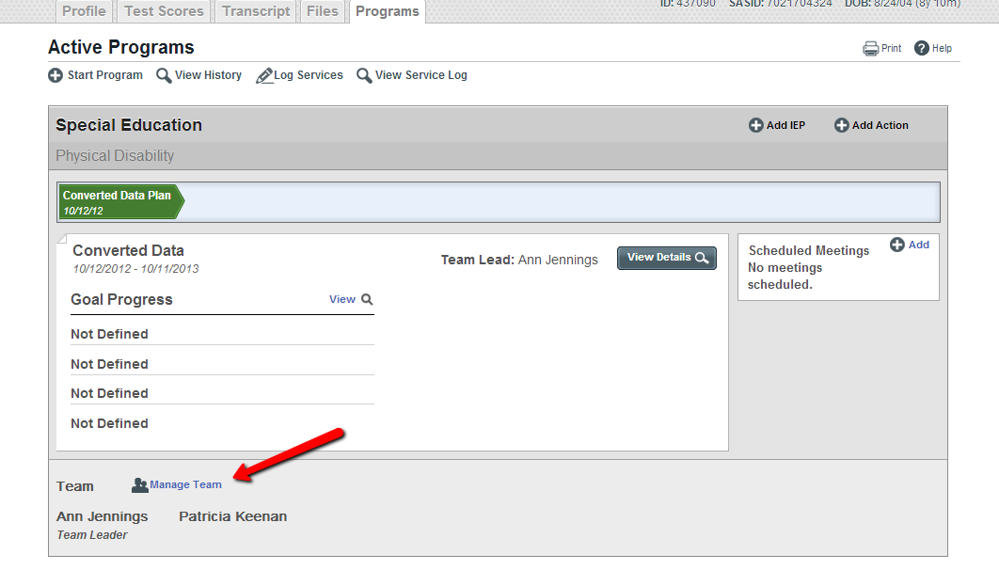 Profile Test Scores Transcript Files Programs
ID: 437090 SASID: 7021704324 DOB: 8/24/04 (8y 10m)
Active Programs
Print Help
Start Program View History Log Services View Service Log
Special Education
Add IEP Add Action
Physical Disability
Converted Data Plan
10/12/12
Converted Data
10/12/2012 - 10/11/2013
Team Lead: Ann Jennings
View Details
Goal Progress
View
Not Defined
Not Defined
Not Defined
Not Defined
Scheduled Meetings
Add
No meetings
scheduled.
Team
Manage Team
Ann Jennings
Team Leader
Patricia Keenan